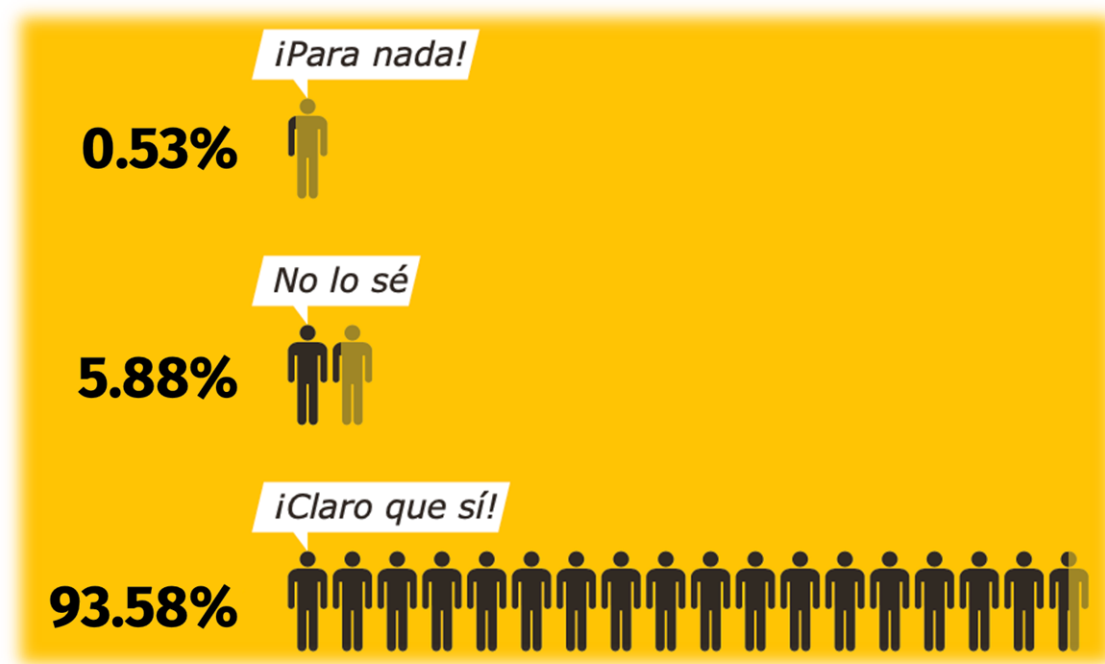 ¡Para nada!
0.53%
No lo sé
5.88%
¡Claro que sí!
93.58%